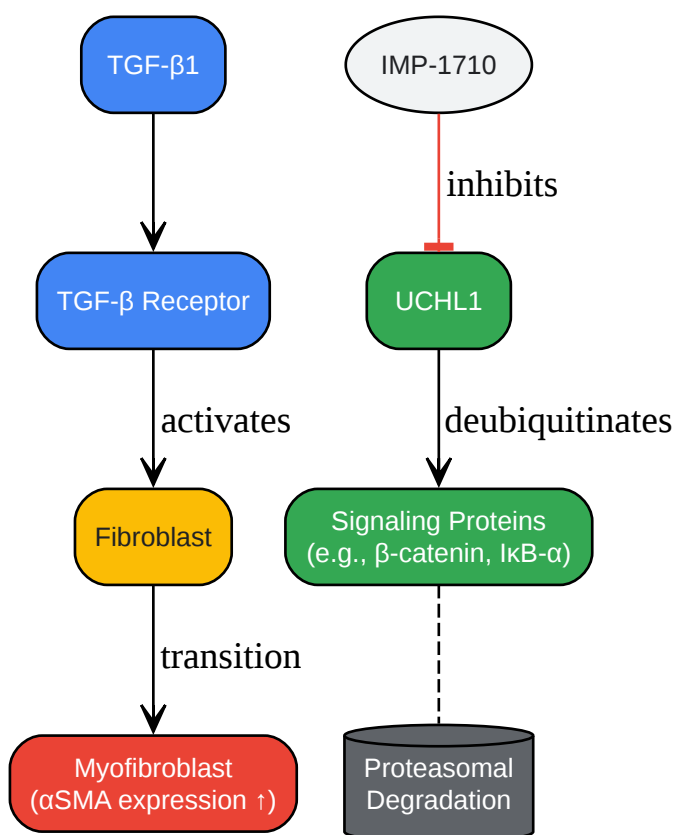 TGF-β1
IMP-1710
inhibits
TGF-β Receptor
UCHL1
activates
deubiquitinates
Fibroblast
Signaling Proteins
(e.g., β-catenin, IκB-α)
transition
Myofibroblast
(αSMA expression ↑)
Proteasomal
Degradation